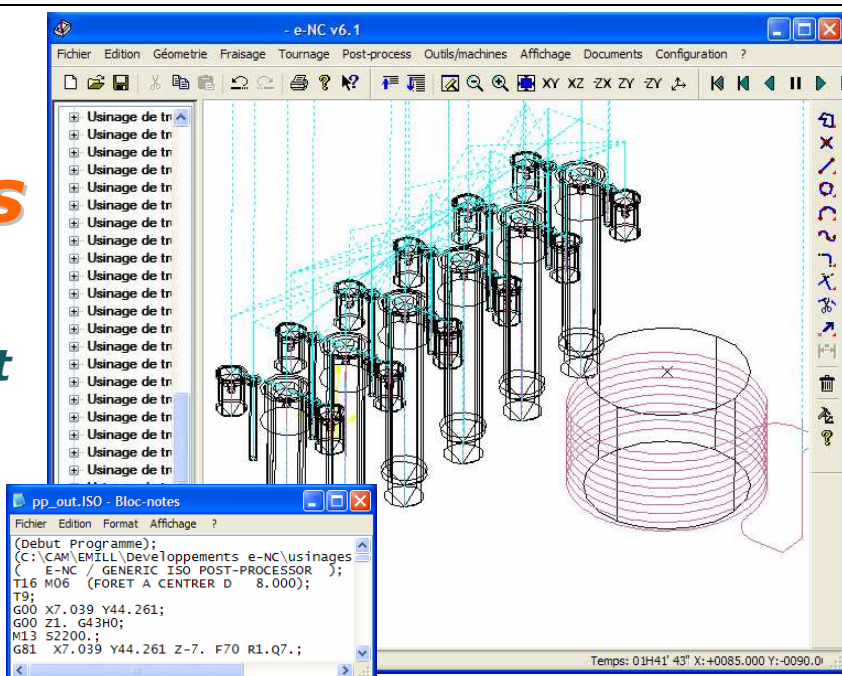 - e-NC v6.1
Fichier Edition Géometrie Fraisage Tournage Post-process Outils/machines Affichage Documents Configuration ?
XY XZ -ZX ZY -ZY
Usinage de tr
Usinage de tr
Usinage de tr
Usinage de tr
Usinage de tr
s
Usinage de tr
Usinage de tr
Usinage de tr
Usinage de tr
Usinage de tr
Usinage de tr
Usinage de tr
Usinage de tr
Usinage de tr
t
Usinage de tr
Usinage de tr
Usinage de tr
Usinage de tr
Usinage de tr
Usinage de tr
Usinage de tr
pp_out.ISO - Bloc-notes
Fichier Edition Format Affichage ?
(Debut Programme);
(C:\CAM\EMILL\Developpements e-NC\usinages
( E-NC / GENERIC ISO POST-PROCESSOR );
T16 M06 (FORET A CENTRER D 8.000);
T9;
G00 X7.039 Y44.261;
G00 Z1. G43H0;
M13 S2200.;
G81 X7.039 Y44.261 Z-7. F70 R1.Q7.;
Temps: 01H41' 43" X:+0085.000 Y:-0090.0